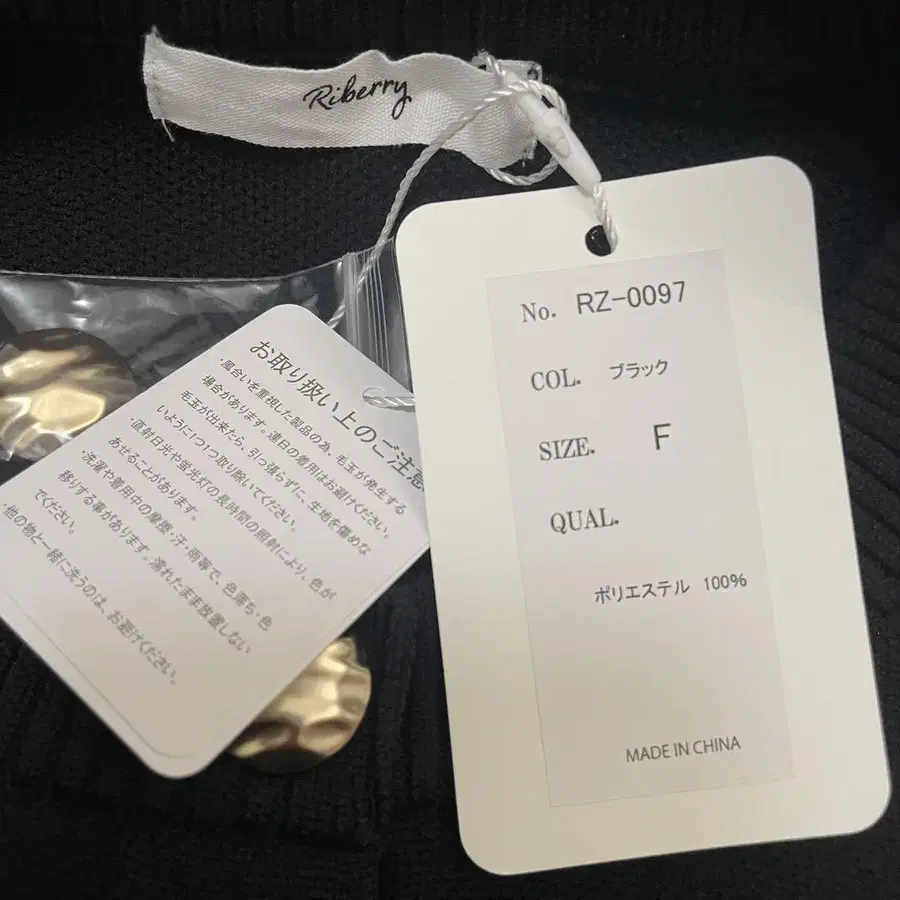 Riberry
No. RZ-0097
COL. ブラック
SIZE. F
QUAL.
ポリエステル 100%
MADE IN CHINA
お取り扱い上のご注意
・風合いを重視した製品の為、毛玉が発生する
場合があります。連日の着用はお避けください。
毛玉が出来たら、引っ張らずに、生地を傷めな
いように1つ1つ取り除いてください。
・直射日光や蛍光灯の長時間の照射により、色が
あせることがあります。
・洗濯や着用中の摩擦・汗・雨等で、色落ち・色
移りする事があります。濡れたまま放置しない
でください。
・他の物と一緒に洗うのは、お避けください。